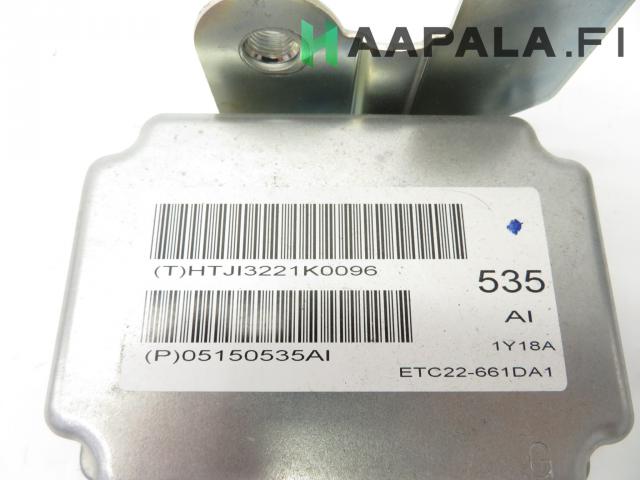 HAAPALA.FI
(T)HTJI3221K0096
535
(P)05150535AI
AI
1Y18A
ETC22-661DA1
G